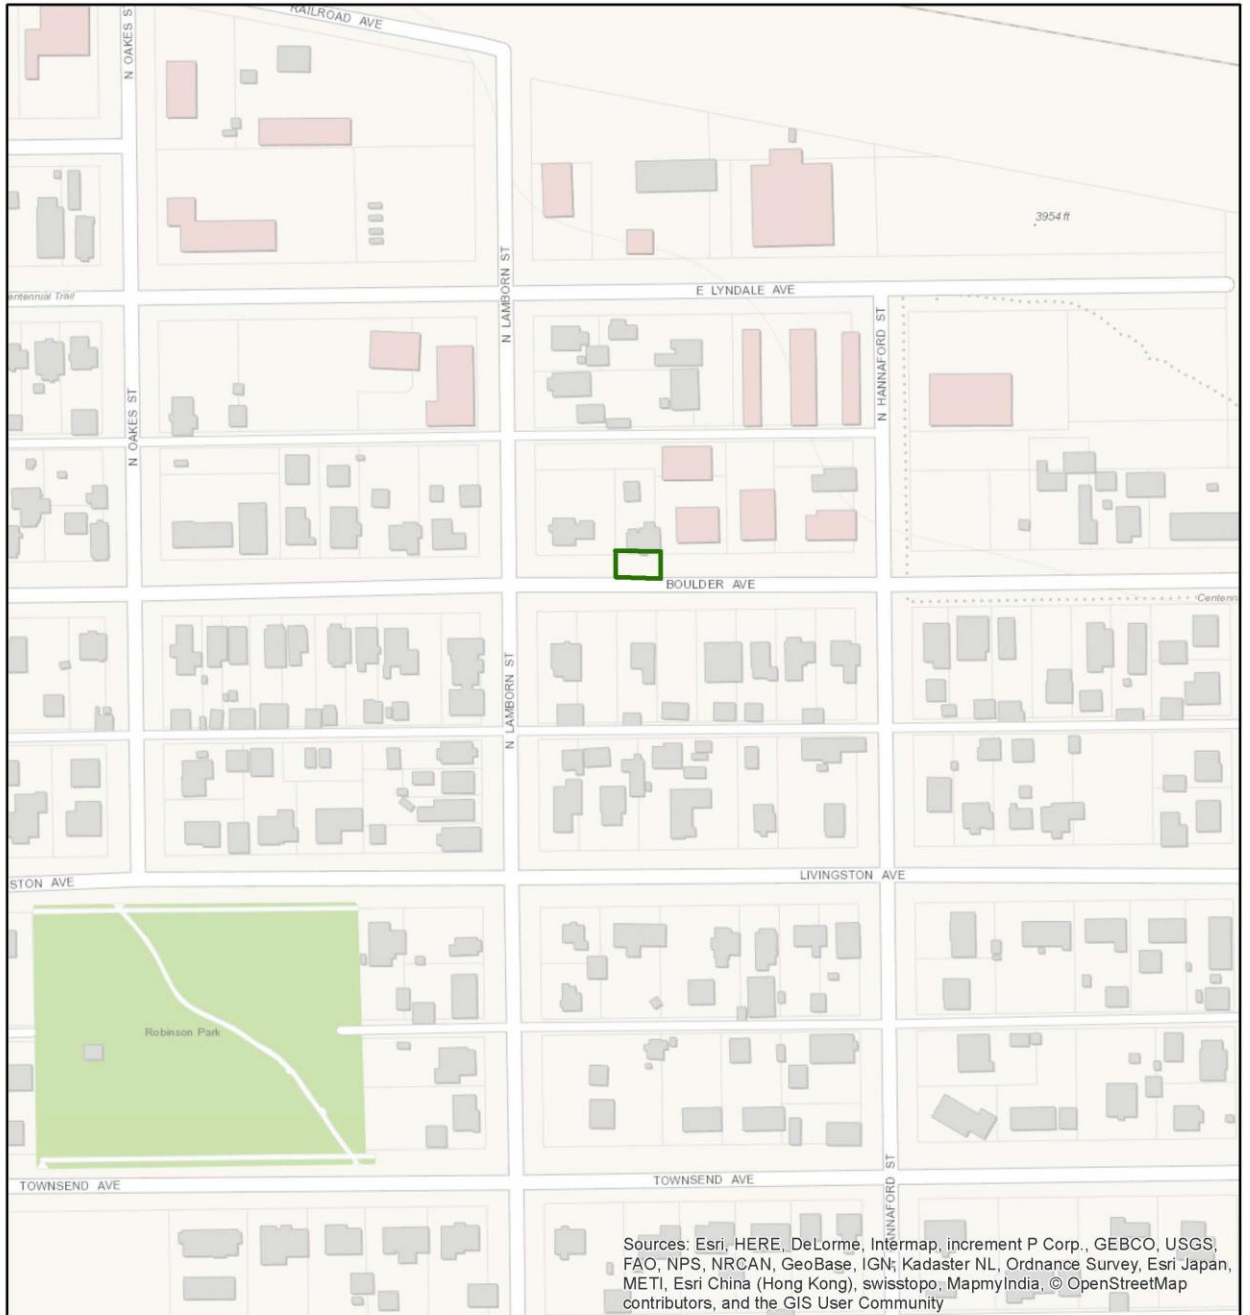 RAILROAD AVE
N OAKES S
3954 ft
N LAMBORN ST
E LYNDALE AVE
entennial Trail
N HANNAFORD ST
N OAKES ST
BOULDER AVE
Centenn
N LAMBORN ST
STON AVE
LIVINGSTON AVE
Robinson Park
TOWNSEND AVE
TOWNSEND AVE
HANNAFORD ST
Sources: Esri, HERE, DeLorme, Intermap, increment P Corp., GEBCO, USGS,
FAO, NPS, NRCAN, GeoBase, IGN, Kadaster NL, Ordnance Survey, Esri Japan,
METI, Esri China (Hong Kong), swisstopo, MapmyIndia, © OpenStreetMap
contributors, and the GIS User Community